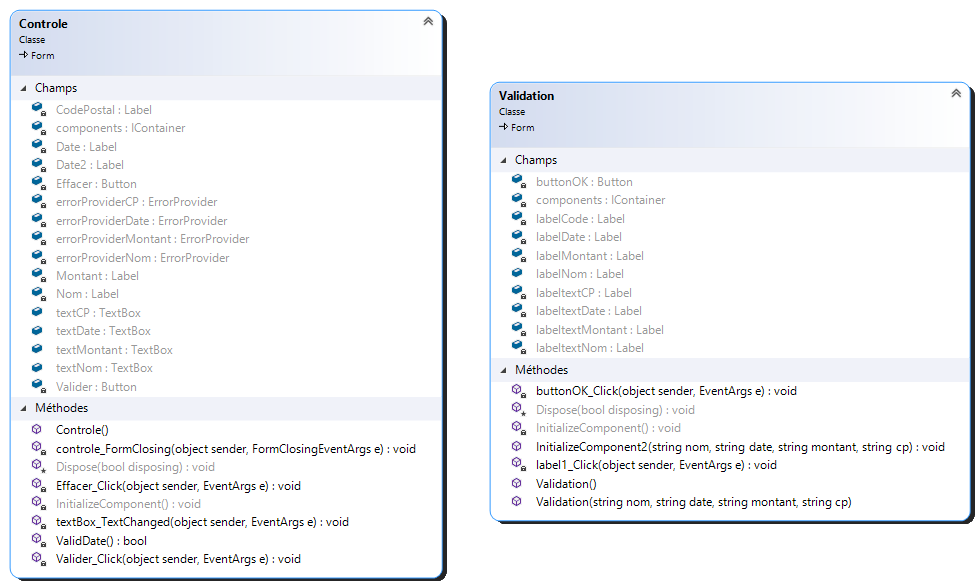 Controle
Classe
Form
Champs
CodePostal : Label
components : IContainer
Date : Label
Date2 : Label
Effacer : Button
errorProviderCP : ErrorProvider
errorProviderDate : ErrorProvider
errorProviderMontant : ErrorProvider
errorProviderNom : ErrorProvider
Montant : Label
Nom : Label
textCP : TextBox
textDate : TextBox
textMontant : TextBox
textNom : TextBox
Valider : Button
Méthodes
Controle()
controle_FormClosing(object sender, FormClosingEventArgs e) : void
Dispose(bool disposing) : void
Effacer_Click(object sender, EventArgs e) : void
InitializeComponent() : void
textBox_TextChanged(object sender, EventArgs e) : void
ValidDate() : bool
Valider_Click(object sender, EventArgs e) : void
Validation
Classe
Form
Champs
buttonOK : Button
components : IContainer
labelCode : Label
labelDate : Label
labelMontant : Label
labelNom : Label
labeltextCP : Label
labeltextDate : Label
labeltextMontant : Label
labeltextNom : Label
Méthodes
buttonOK_Click(object sender, EventArgs e) : void
Dispose(bool disposing) : void
InitializeComponent() : void
InitializeComponent2(string nom, string date, string montant, string cp) : void
label1_Click(object sender, EventArgs e) : void
Validation()
Validation(string nom, string date, string montant, string cp)